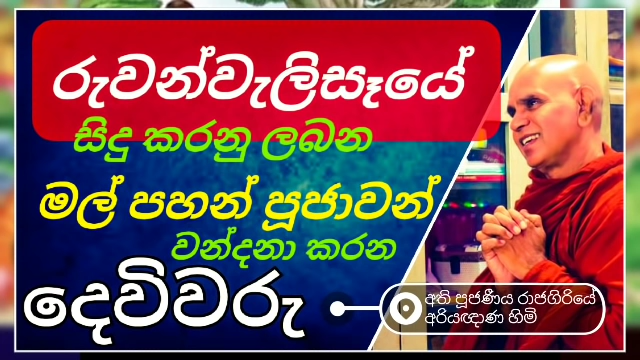 රුවන්වැලිසෑයේ
සිදු කරනු ලබන
මල් පහන් පූජාවන්
වන්දනා කරන
දෙවිවරු
අති පූජණීය රාජගිරියේ
අරියඥාණ හිමි